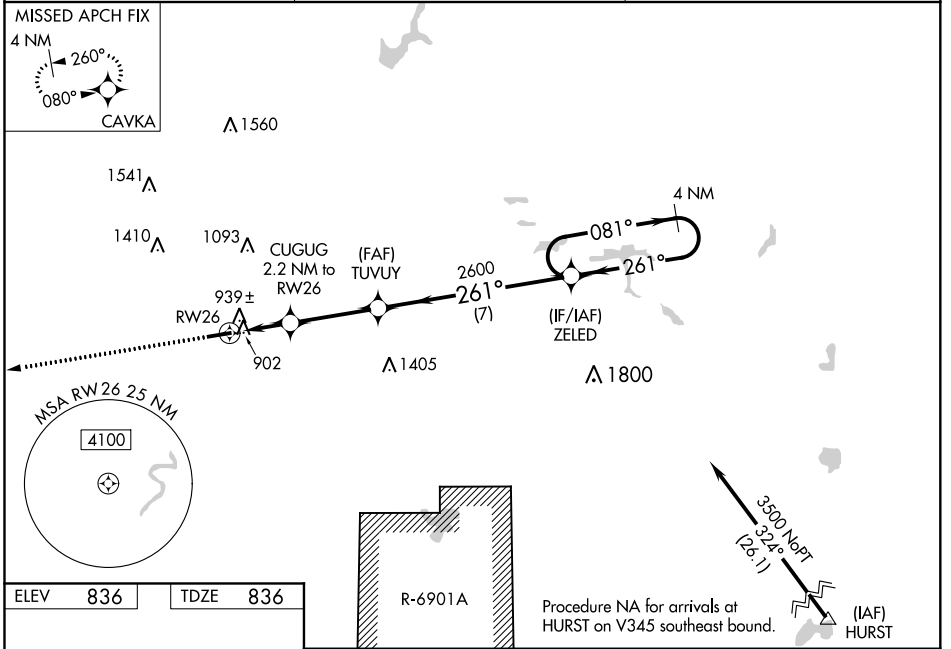 MISSED APCH FIX
4 NM
260°
080°
CAVKA
1560
1541
1410
1093
CUGUG
2.2 NM to
RW26
(FAF)
TUVUY
2600
261°
(7)
4 NM
081°
261°
(IF/IAF)
ZELED
939±
RW26
902
1405
1800
MSA RW26 25 NM
4100
3500 NoPT
324°
(26.1)
(IAF)
HURST
R-6901A
Procedure NA for arrivals at
HURST on V345 southeast bound.
ELEV 836
TDZE 836